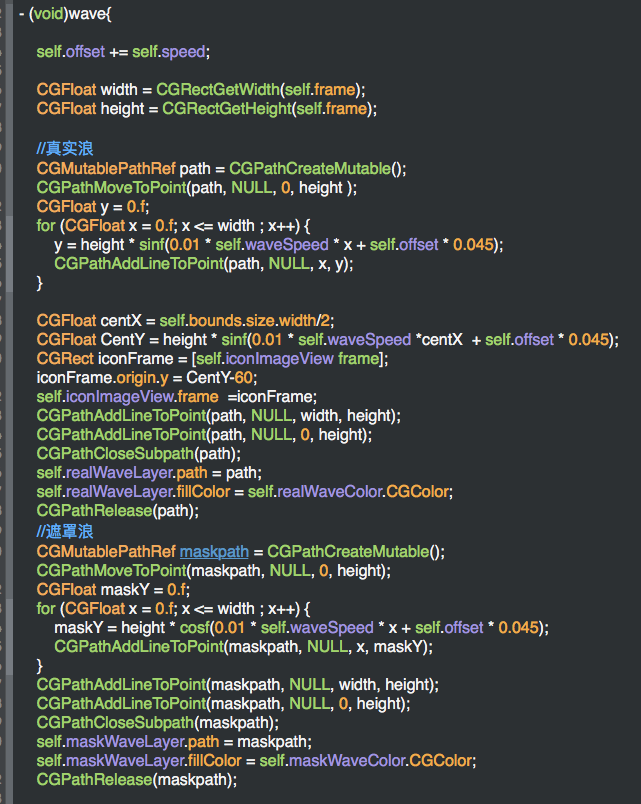 - (void)wave{
self.offset += self.speed;
CGFloat width = CGRectGetWidth(self.frame);
CGFloat height = CGRectGetHeight(self.frame);
//真实浪
CGMutablePathRef path = CGPathCreateMutable();
CGPathMoveToPoint(path, NULL, 0, height );
CGFloat y = 0.f;
for (CGFloat x = 0.f; x <= width ; x++) {
y = height * sinf(0.01 * self.waveSpeed * x + self.offset * 0.045);
CGPathAddLineToPoint(path, NULL, x, y);
}
CGFloat centX = self.bounds.size.width/2;
CGFloat CentY = height * sinf(0.01 * self.waveSpeed *centX  + self.offset * 0.045);
CGRect iconFrame = [self.iconImageView frame];
iconFrame.origin.y = CentY-60;
self.iconImageView.frame  =iconFrame;
CGPathAddLineToPoint(path, NULL, width, height);
CGPathAddLineToPoint(path, NULL, 0, height);
CGPathCloseSubpath(path);
self.realWaveLayer.path = path;
self.realWaveLayer.fillColor = self.realWaveColor.CGColor;
CGPathRelease(path);
//遮罩浪
CGMutablePathRef maskpath = CGPathCreateMutable();
CGPathMoveToPoint(maskpath, NULL, 0, height);
CGFloat maskY = 0.f;
for (CGFloat x = 0.f; x <= width ; x++) {
maskY = height * cosf(0.01 * self.waveSpeed * x + self.offset * 0.045);
CGPathAddLineToPoint(maskpath, NULL, x, maskY);
}
CGPathAddLineToPoint(maskpath, NULL, width, height);
CGPathAddLineToPoint(maskpath, NULL, 0, height);
CGPathCloseSubpath(maskpath);
self.maskWaveLayer.path = maskpath;
self.maskWaveLayer.fillColor = self.maskWaveColor.CGColor;
CGPathRelease(maskpath);